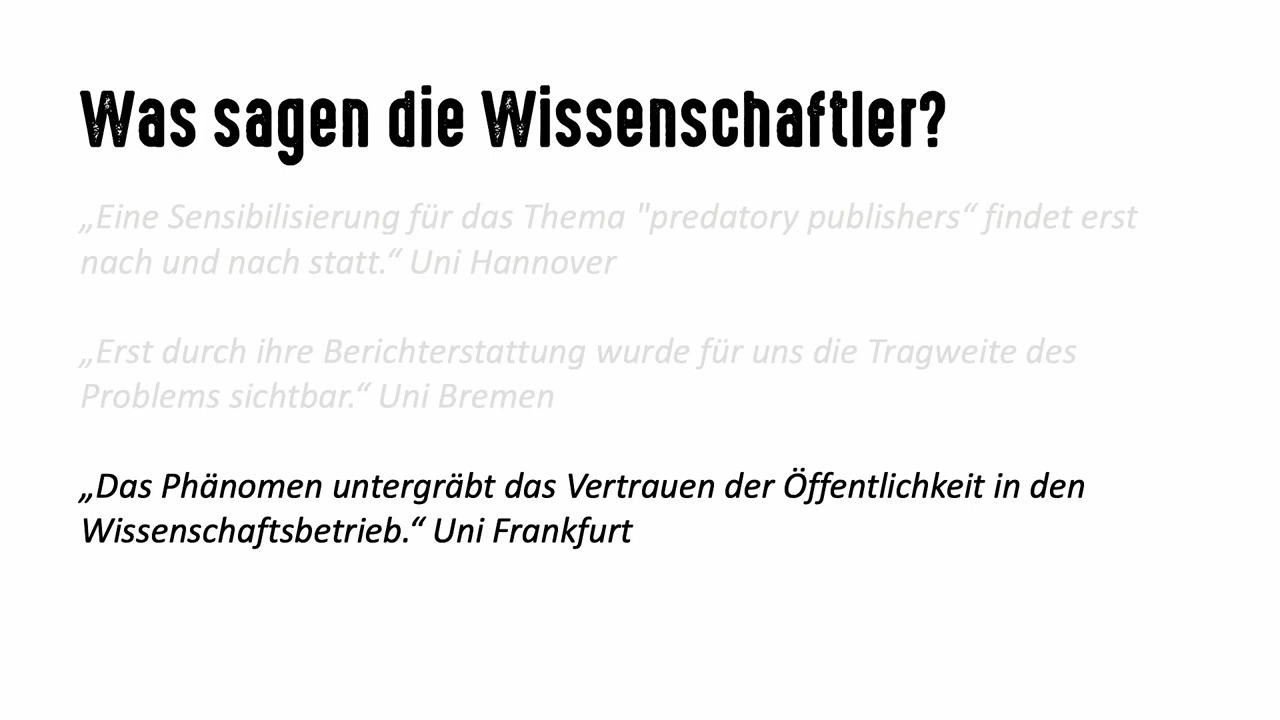 Was sagen die Wissenschaftler?
„Eine Sensibilisierung für das Thema "predatory publishers“ findet erst
nach und nach statt.“ Uni Hannover
„Erst durch ihre Berichterstattung wurde für uns die Tragweite des
Problems sichtbar.“ Uni Bremen
„Das Phänomen untergräbt das Vertrauen der Öffentlichkeit in den
Wissenschaftsbetrieb.“ Uni Frankfurt